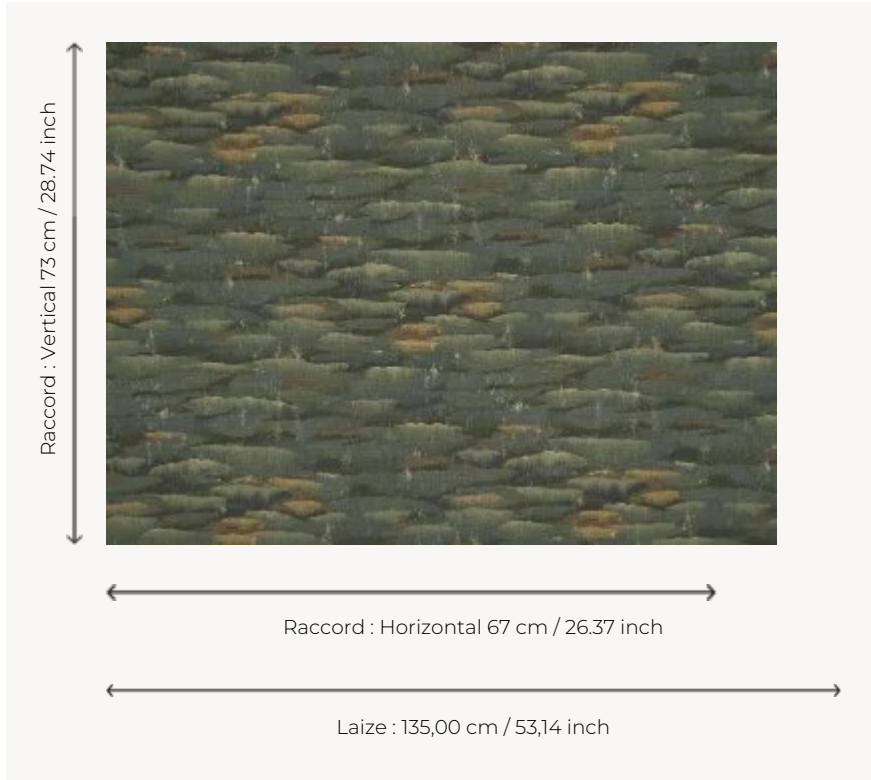 Raccord : Vertical 73 cm / 28.74 inch
Raccord : Horizontal 67 cm / 26.37 inch
Laize : 135,00 cm / 53,14 inch